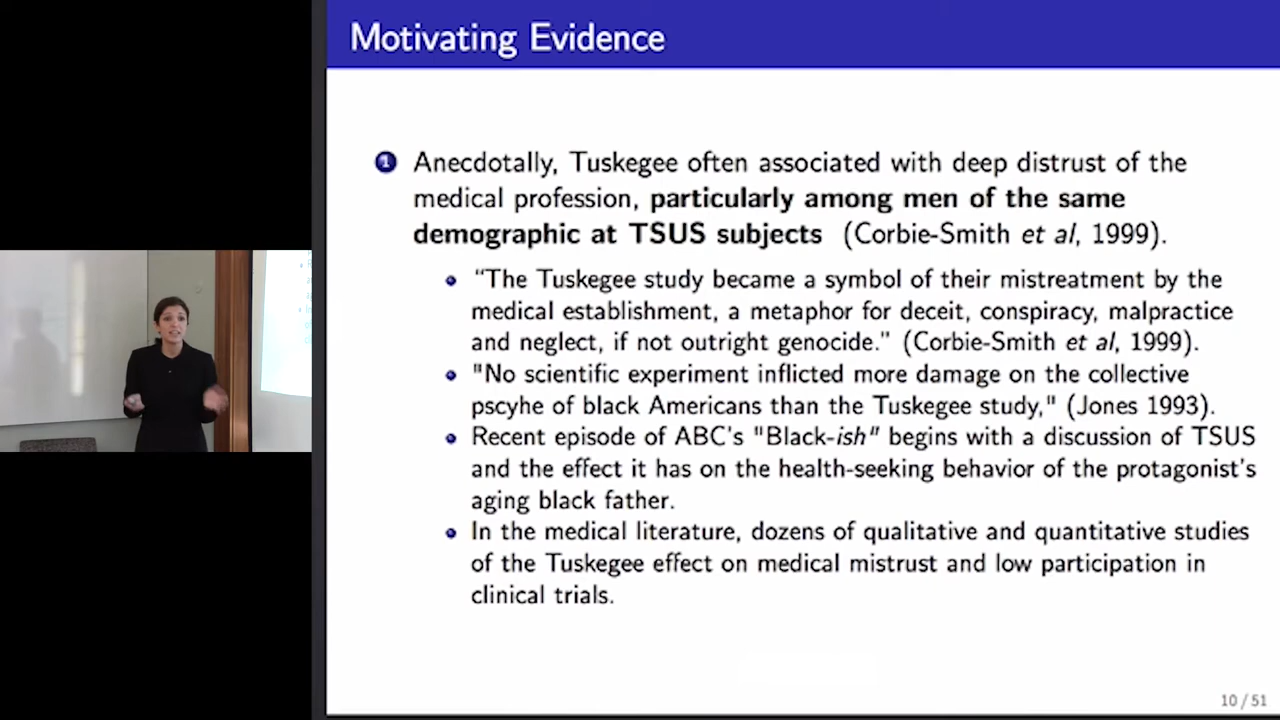 Motivating Evidence
1 Anecdotally, Tuskegee often associated with deep distrust of the
medical profession, particularly among men of the same
demographic at TSUS subjects (Corbie-Smith et al, 1999).
• "The Tuskegee study became a symbol of their mistreatment by the
medical establishment, a metaphor for deceit, conspiracy, malpractice
and neglect, if not outright genocide." (Corbie-Smith et al, 1999).
• "No scientific experiment inflicted more damage on the collective
pscyhe of black Americans than the Tuskegee study," (Jones 1993).
• Recent episode of ABC's "Black-ish" begins with a discussion of TSUS
and the effect it has on the health-seeking behavior of the protagonist's
aging black father.
• In the medical literature, dozens of qualitative and quantitative studies
of the Tuskegee effect on medical mistrust and low participation in
clinical trials.
10 / 51